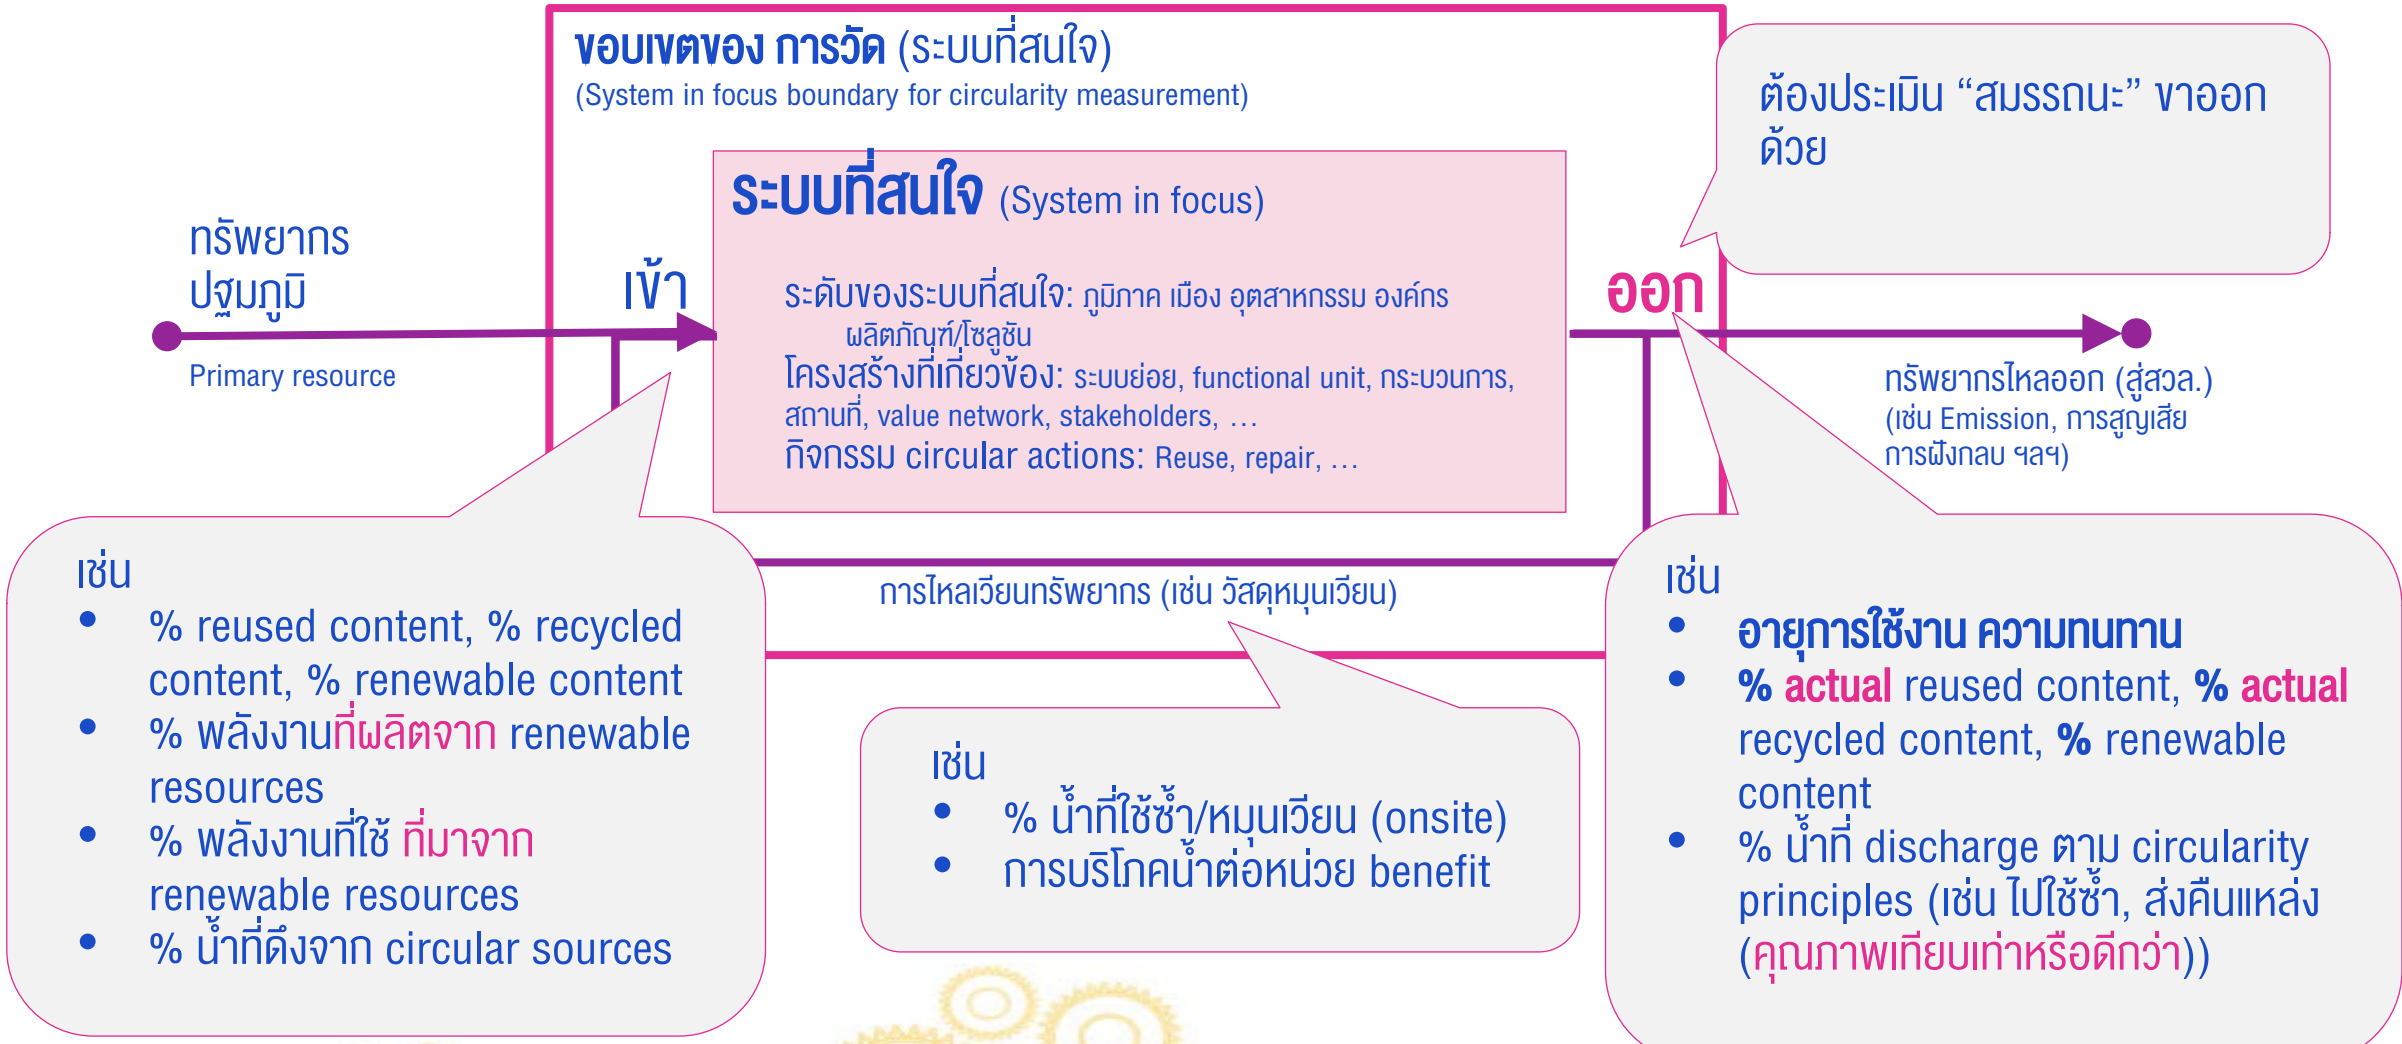 ขอบเขตของ การวัด (ระบบที่สนใจ)
(System in focus boundary for circularity measurement)
ต้องประเมิน “สมรรถนะ” ขาออก
ด้วย
ระบบที่สนใจ (System in focus)
ทรัพยากร
ปฐมภูมิ
Primary resource
เข้า
ระดับของระบบที่สนใจ: ภูมิภาค เมือง อุตสาหกรรม องค์กร
ผลิตภัณฑ์/โซลูชัน
โครงสร้างที่เกี่ยวข้อง: ระบบย่อย, functional unit, กระบวนการ,
สถานที่, value network, stakeholders, …
กิจกรรม circular actions: Reuse, repair, …
ออก
ทรัพยากรไหลออก (สู่สวล.)
(เช่น Emission, การสูญเสีย
การฝังกลบ ฯลฯ)
การไหลเวียนทรัพยากร (เช่น วัสดุหมุนเวียน)
เช่น
• % reused content, % recycled
content, % renewable content
• % พลังงานที่ผลิตจาก renewable
resources
• % พลังงานที่ใช้ ที่มาจาก
renewable resources
• % น้ำที่ดึงจาก circular sources
เช่น
• % น้ำที่ใช้ซ้ำ/หมุนเวียน (onsite)
• การบริโภคน้ำต่อหน่วย benefit
เช่น
• อายุการใช้งาน ความทนทาน
• % actual reused content, % actual
recycled content, % renewable
content
• % น้ำที่ discharge ตาม circularity
principles (เช่น ไปใช้ซ้ำ, ส่งคืนแหล่ง
(คุณภาพเทียบเท่าหรือดีกว่า))